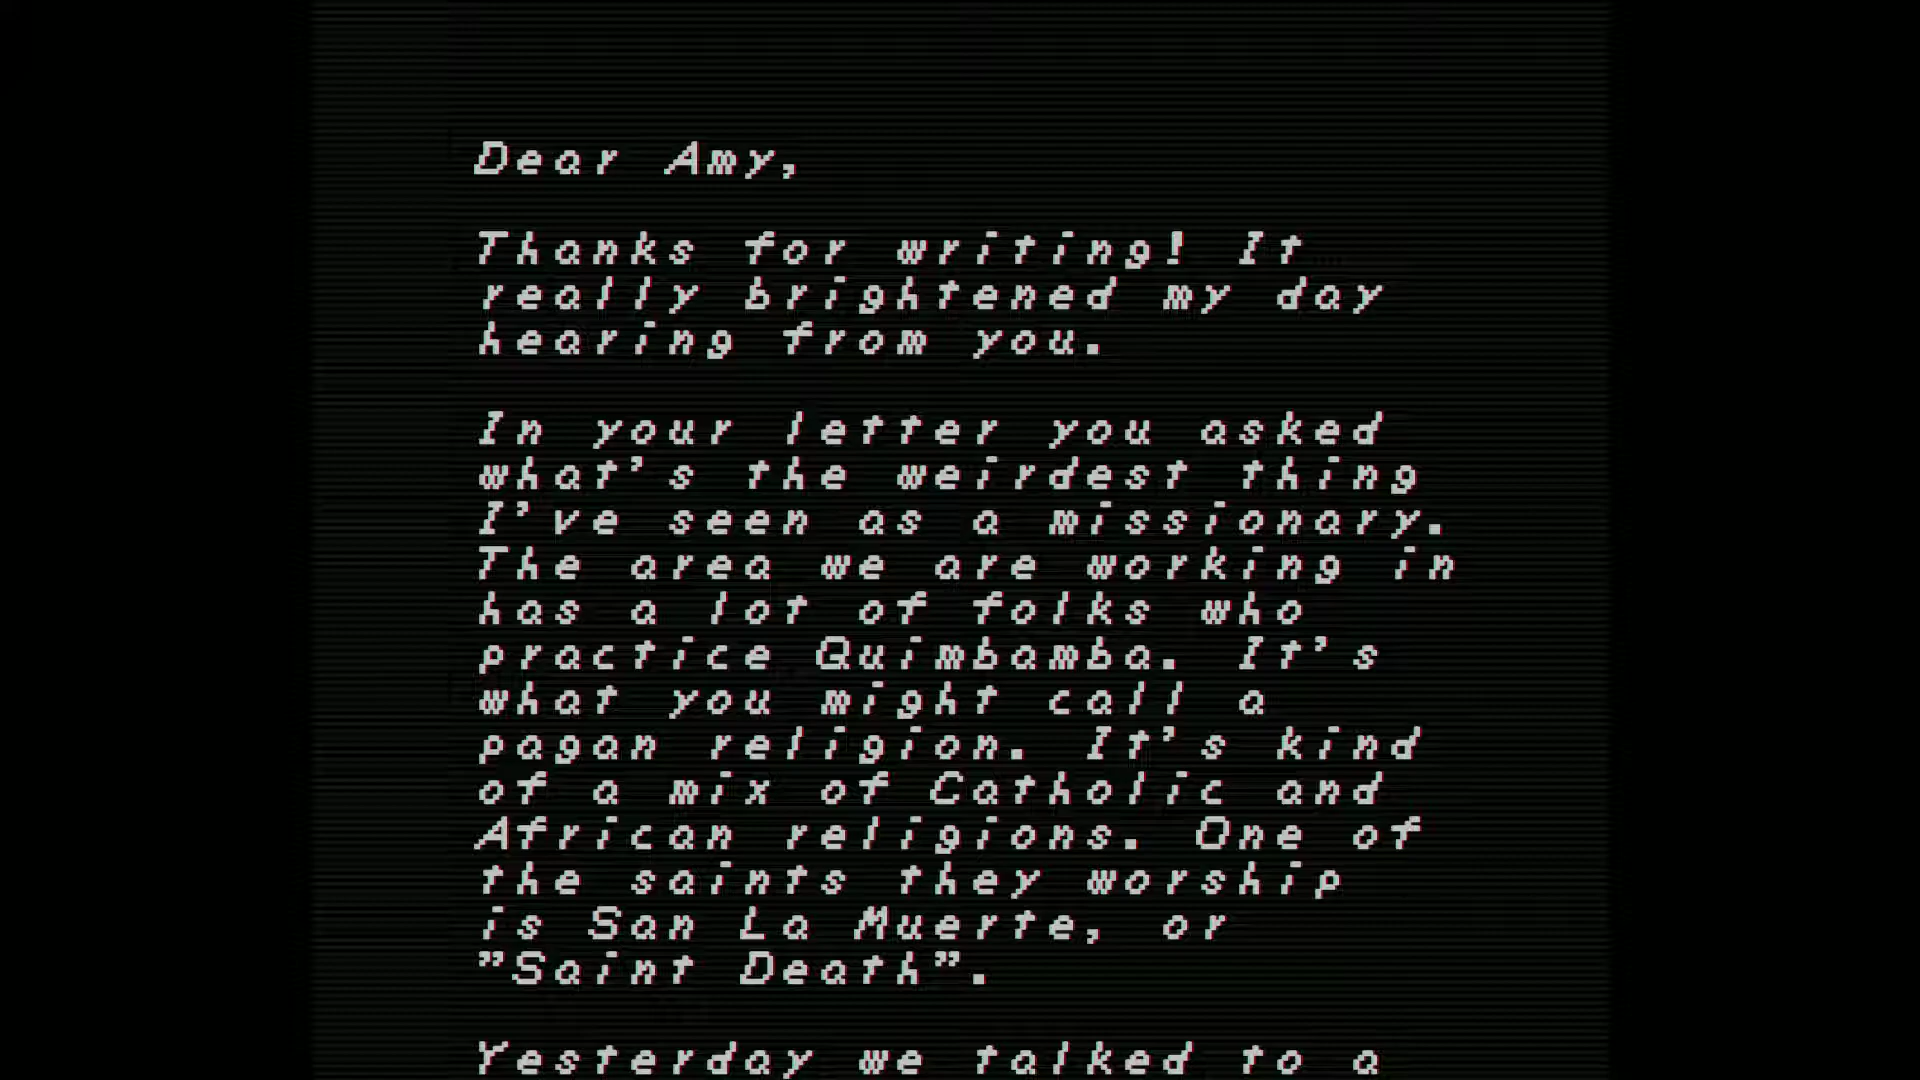 Dear Amy,
Thanks for writing! It
really brightened my day
hearing from you.
In your letter you asked
what's the weirdest thing
I've seen as a missionary.
The area we are working in
has a lot of folks who
practice Quimbamba. It's
what you might call a
pagan religion. It's kind
of a mix of Catholic and
African religions. One of
the saints they worship
is San La Muerte, or
"Saint Death".
Yesterday we talked to a